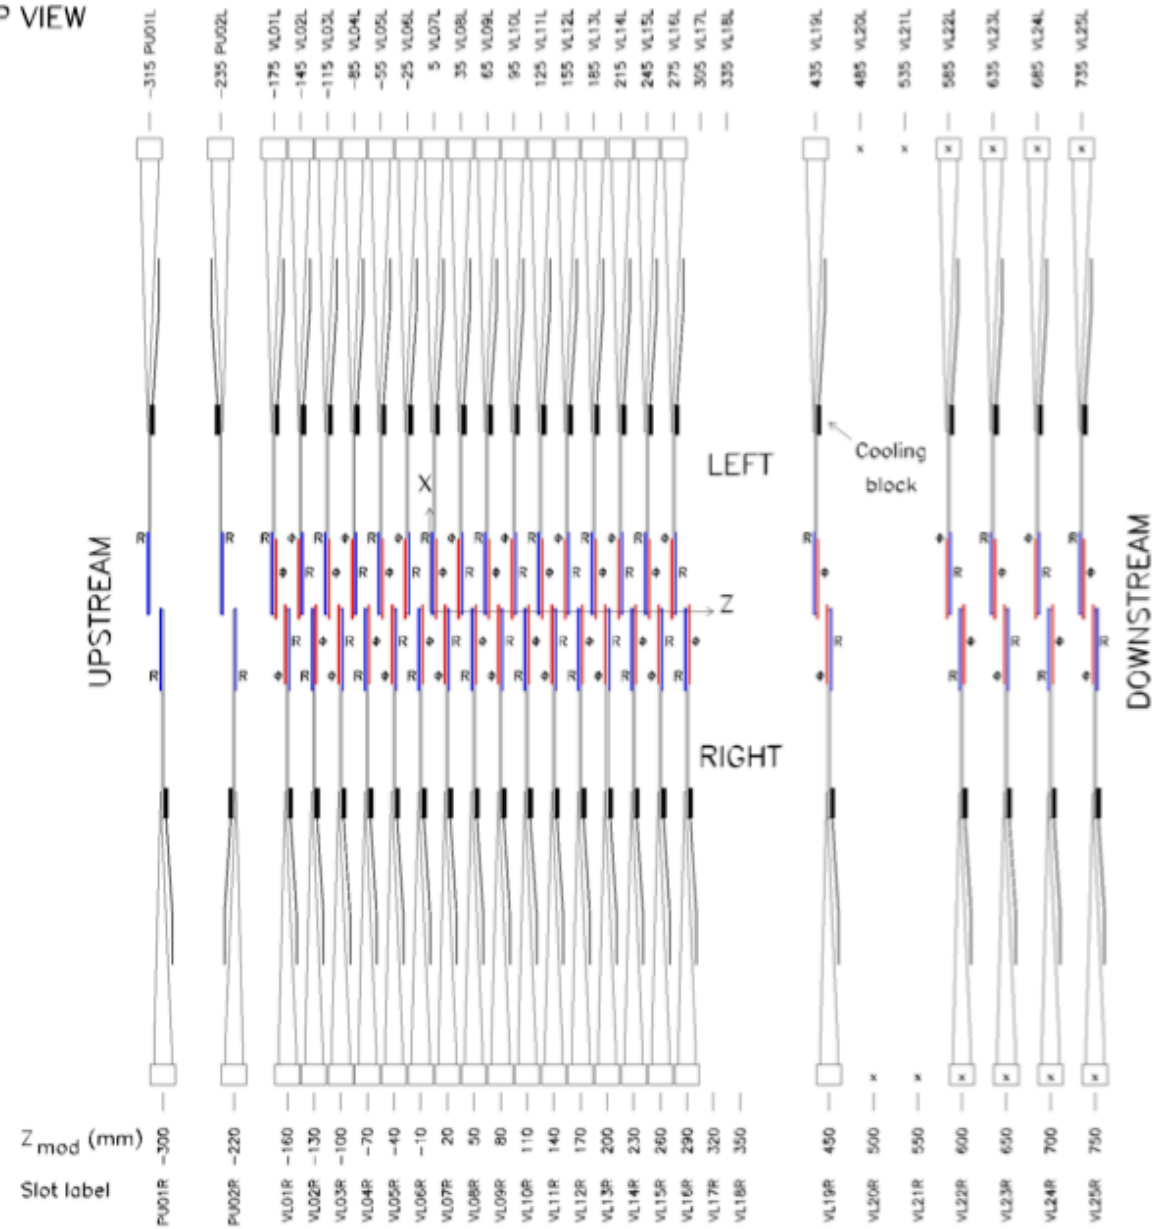 P VIEW
-315 PU01L
-235 PU02L
-175 VL01L
-145 VL02L
-115 VL03L
-85 VL04L
-55 VL05L
-25 VL06L
5 VL07L
35 VL08L
65 VL09L
95 VL10L
125 VL11L
155 VL12L
185 VL13L
215 VL14L
245 VL15L
275 VL16L
305 VL17L
335 VL18L
435 VL19L
485 VL20L
535 VL21L
585 VL22L
635 VL23L
685 VL24L
735 VL25L
LEFT
Cooling
block
X
Z
UPSTREAM
DOWNSTREAM
RIGHT
Z mod (mm) -300 -220 -160 -130 -100 -70 -40 -10 20 50 80 110 140 170 200 230 260 290 320 350 450 500 550 600 650 700 750
Slot label PU01R PU02R VL01R VL02R VL03R VL04R VL05R VL06R VL07R VL08R VL09R VL10R VL11R VL12R VL13R VL14R VL15R VL16R VL17R VL18R VL19R VL20R VL21R VL22R VL23R VL24R VL25R